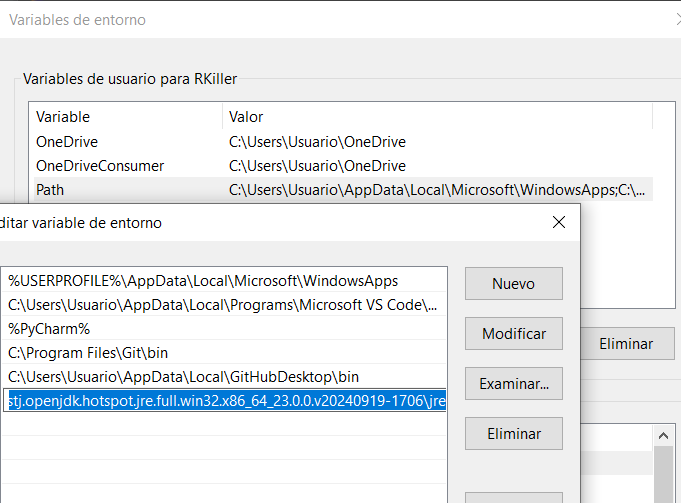 Variables de entorno
Variables de usuario para RKiller
Variable Valor
OneDrive C:\Users\Usuario\OneDrive
OneDriveConsumer C:\Users\Usuario\OneDrive
Path C:\Users\Usuario\AppData\Local\Microsoft\WindowsApps;C:\...
ditar variable de entorno
%USERPROFILE%\AppData\Local\Microsoft\WindowsApps
Nuevo
C:\Users\Usuario\AppData\Local\Programs\Microsoft VS Code\...
%PyCharm%
Modificar
Eliminar
C:\Program Files\Git\bin
C:\Users\Usuario\AppData\Local\GitHubDesktop\bin
Examinar...
stj.openjdk.hotspot.jre.full.win32.x86_64_23.0.0.v20240919-1706\jre
Eliminar